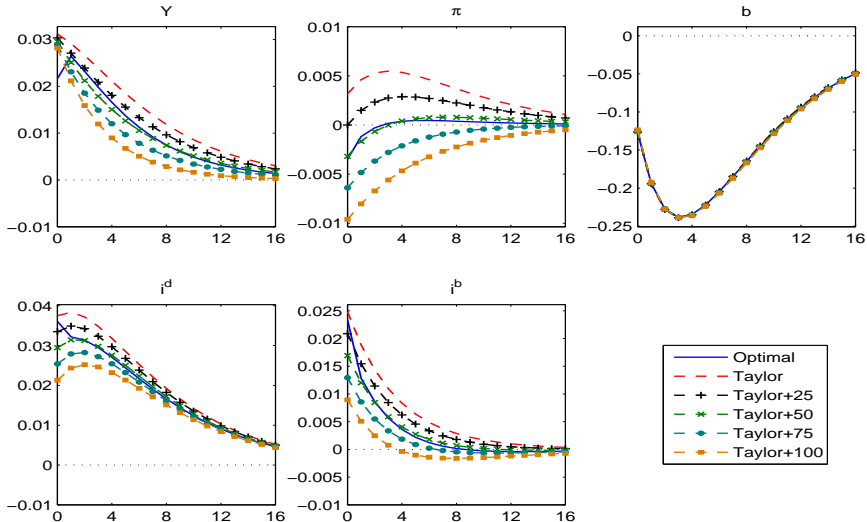 Y
0.03
0.02
0.01
0
−0.01
0 4 8 12 16
π
0.01
0.005
0
−0.005
−0.01
0 4 8 12 16
b
0
−0.05
−0.1
−0.15
−0.2
−0.25
0 4 8 12 16
i^d
0.04
0.03
0.02
0.01
0
−0.01
0 4 8 12 16
i^b
0.025
0.02
0.015
0.01
0.005
0
−0.005
−0.01
0 4 8 12 16
Optimal
Taylor
Taylor+25
Taylor+50
Taylor+75
Taylor+100